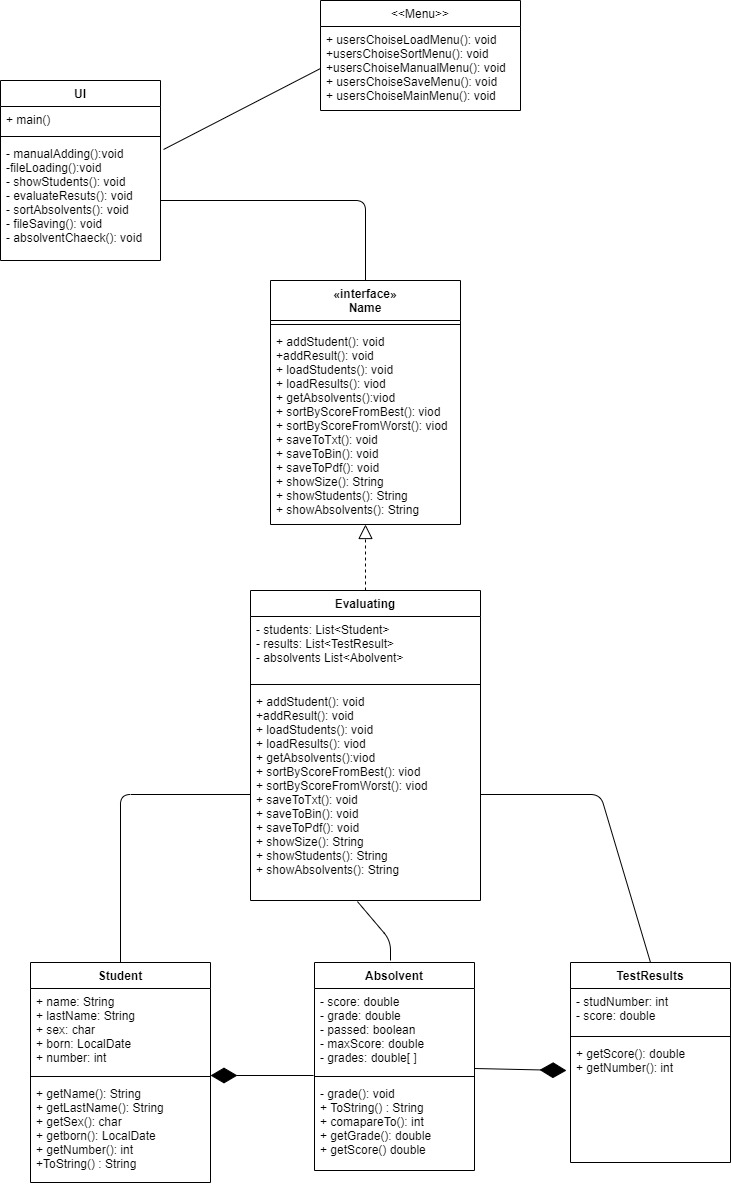 <<Menu>>
+ usersChoiseLoadMenu(): void
+usersChoiseSortMenu(): void
+usersChoiseManualMenu(): void
+ usersChoiseSaveMenu(): void
+ usersChoiseMainMenu(): void
UI
+ main()
- manualAdding():void
-fileLoading():void
- showStudents(): void
- evaluateResuts(): void
- sortAbsolvents(): void
- fileSaving(): void
- absolventChaeck(): void
«interface»
Name
+ addStudent(): void
+addResult(): void
+ loadStudents(): void
+ loadResults(): viod
+ getAbsolvents():viod
+ sortByScoreFromBest(): viod
+ sortByScoreFromWorst(): viod
+ saveToTxt(): void
+ saveToBin(): void
+ saveToPdf(): void
+ showSize(): String
+ showStudents(): String
+ showAbsolvents(): String
Evaluating
- students: List<Student>
- results: List<TestResult>
- absolvents List<Abolvent>
+ addStudent(): void
+addResult(): void
+ loadStudents(): void
+ loadResults(): viod
+ getAbsolvents():viod
+ sortByScoreFromBest(): viod
+ sortByScoreFromWorst(): viod
+ saveToTxt(): void
+ saveToBin(): void
+ saveToPdf(): void
+ showSize(): String
+ showStudents(): String
+ showAbsolvents(): String
Student
+ name: String
+ lastName: String
+ sex: char
+ born: LocalDate
+ number: int
+ getName(): String
+ getLastName(): String
+ getSex(): char
+ getborn(): LocalDate
+ getNumber(): int
+ToString() : String
Absolvent
- score: double
- grade: double
- passed: boolean
- maxScore: double
- grades: double[ ]
- grade(): void
+ ToString() : String
+ comapareTo(): int
+ getGrade(): double
+ getScore() double
TestResults
- studNumber: int
- score: double
+ getScore(): double
+ getNumber(): int